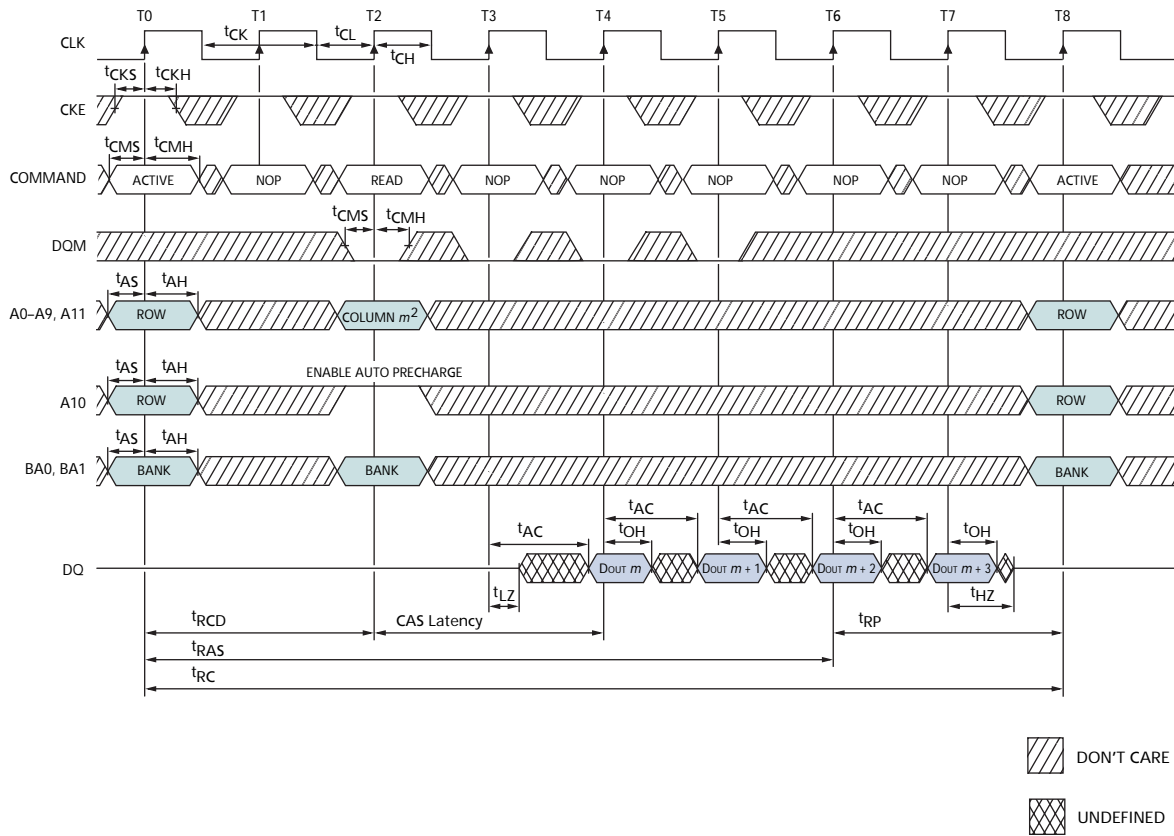 T0 T1 T2 T3 T4 T5 T6 T7 T8
CLK
tCK tCL
tCH
tCKS tCKH
CKE
tCMS tCMH
COMMAND ACTIVE NOP READ NOP NOP NOP NOP NOP ACTIVE
tCMS tCMH
DQM
tAS tAH
A0–A9, A11 ROW COLUMN m2 ROW
ENABLE AUTO PRECHARGE
tAS tAH
A10 ROW ROW
tAS tAH
BA0, BA1 BANK BANK BANK
tAC tAC tAC tAC
tOH tOH tOH tOH
DQ DOUT m DOUT m + 1 DOUT m + 2 DOUT m + 3
tLZ tHZ
tRCD CAS Latency tRP
tRAS
tRC
DON'T CARE
UNDEFINED